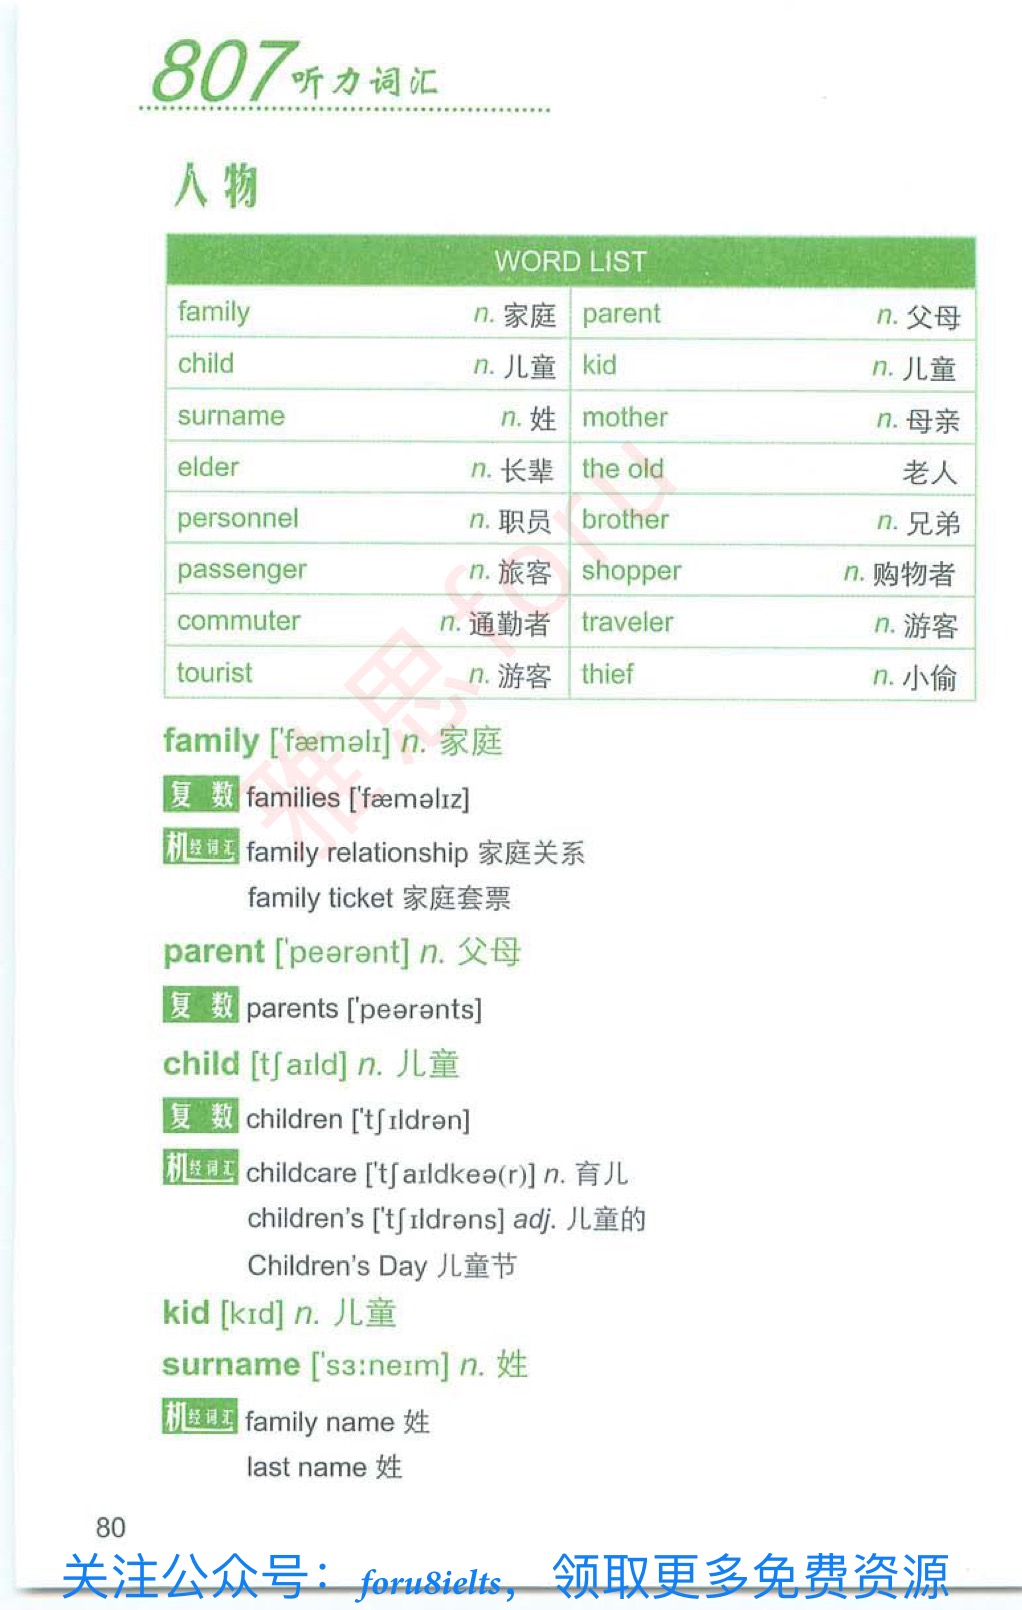 807听力词汇
人物
WORD LIST
family n. 家庭 parent n. 父母
child n. 儿童 kid n. 儿童
surname n. 姓 mother n. 母亲
elder n. 长辈 the old 老人
personnel n. 职员 brother n. 兄弟
passenger n. 旅客 shopper n. 购物者
commuter n. 通勤者 traveler n. 游客
tourist n. 游客 thief n. 小偷
雅思foru
family ['fæməlɪ] n. 家庭
复数 families ['fæməlɪz]
机经词汇 family relationship 家庭关系
family ticket 家庭套票
parent ['peərənt] n. 父母
复数 parents ['peərənts]
child [tʃaɪld] n. 儿童
复数 children ['tʃɪldrən]
机经词汇 childcare ['tʃaɪldkeə(r)] n. 育儿
children's ['tʃɪldrəns] adj. 儿童的
Children's Day 儿童节
kid [kɪd] n. 儿童
surname ['sɜːneɪm] n. 姓
机经词汇 family name 姓
last name 姓
80
关注公众号：foru8ielts，领取更多免费资源